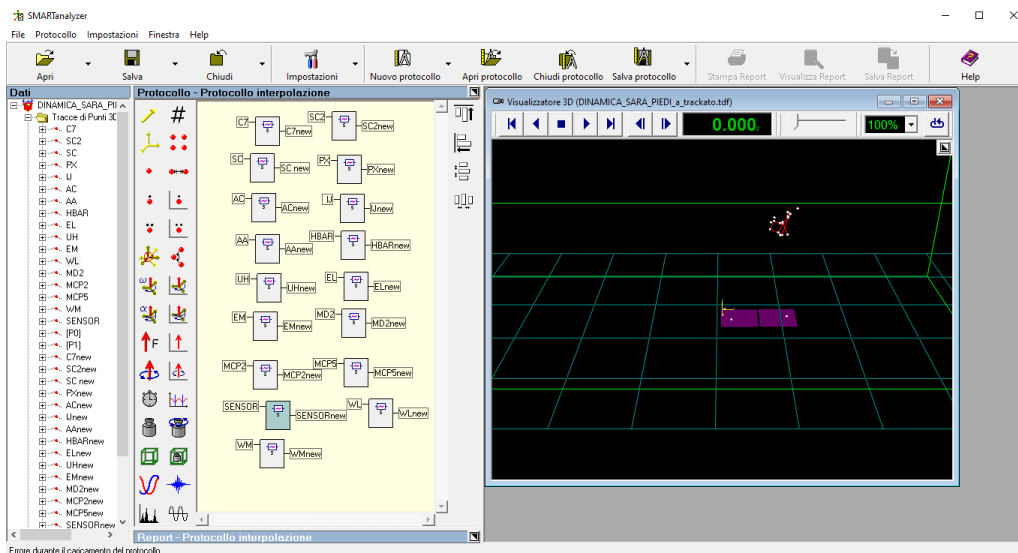 SMARTanalyzer
File Protocollo Impostazioni Finestra Help
Apri Salva Chiudi Impostazioni Nuovo protocollo Apri protocollo Chiudi protocollo Salva protocollo Stampa Report Visualizza Report Salva Report Help
Dati
DINAMICA_SARA_PII
Tracce di Punti 3D
C7
SC2
SC
PX
IJ
AC
AA
HBAR
EL
UH
EM
WL
MD2
MCP2
MCP5
WM
SENSOR
[P0]
[P1]
C7new
SC2new
SC new
PXnew
ACnew
IJnew
AAnew
HBARnew
ELnew
UHnew
EMnew
MD2new
MCP2new
MCP5new
SENSORnew
Protocollo - Protocollo interpolazione
C7 C7new SC2 SC2new
SC SC new PX PXnew
AC ACnew IJ IJnew
AA AAnew HBAR HBARnew
UH UHnew EL ELnew
EM EMnew MD2 MD2new
MCP2 MCP2new MCP5 MCP5new
SENSOR SENSORnew WL WLnew
WM WMnew
Report - Protocollo interpolazione
Visualizzatore 3D (DINAMICA_SARA_PIEDI_a_trackato.tdf)
0.000s 100%
Errore durante il caricamento del protocollo